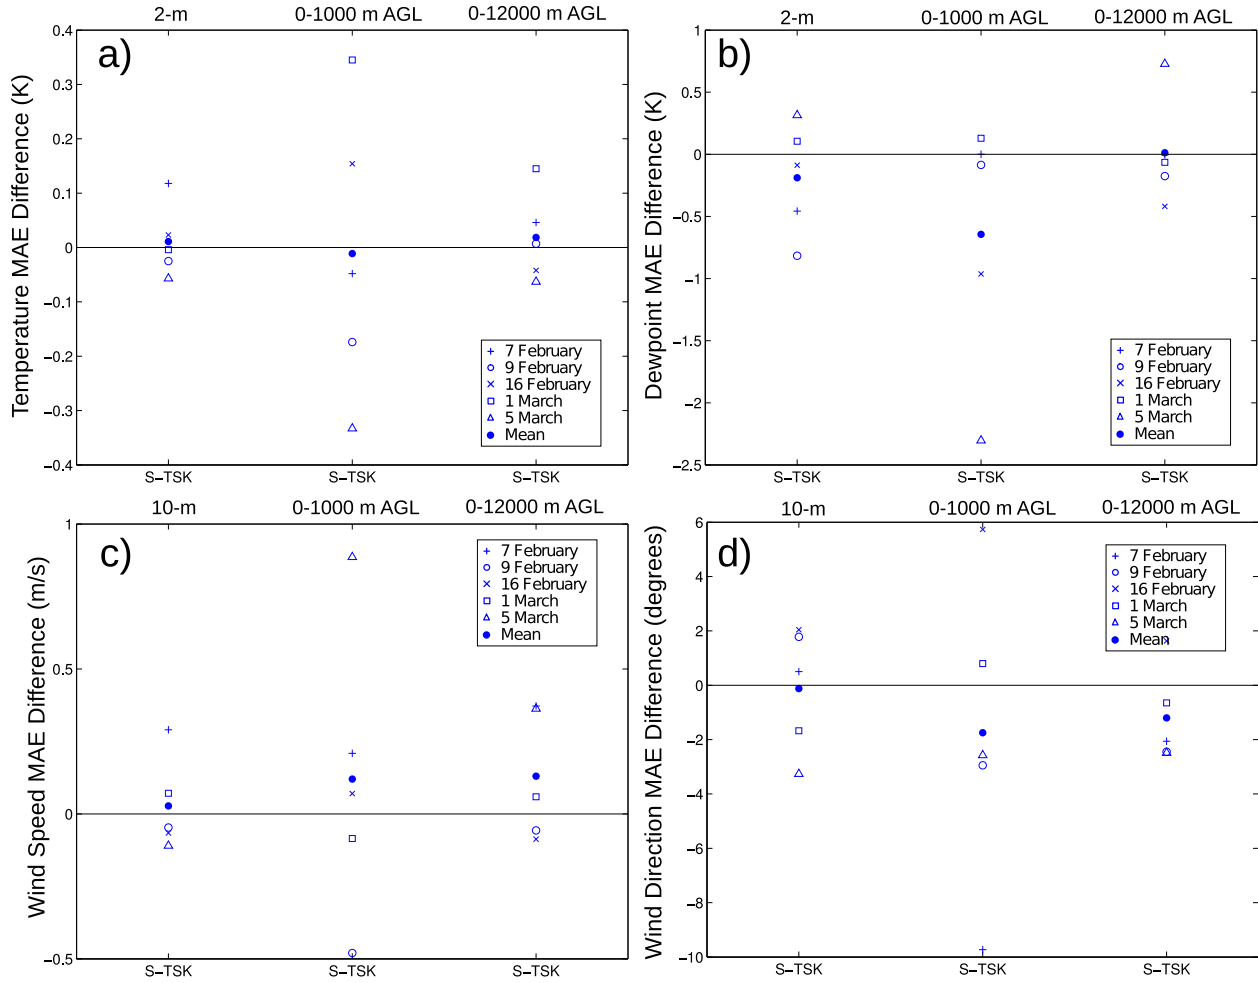 2-m 0-1000 m AGL 0-12000 m AGL
a)
Temperature MAE Difference (K)
0.4
0.3
0.2
0.1
0
−0.1
−0.2
−0.3
−0.4
7 February
9 February
16 February
1 March
5 March
Mean
S−TSK S−TSK S−TSK
2-m 0-1000 m AGL 0-12000 m AGL
b)
Dewpoint MAE Difference (K)
1
0.5
0
−0.5
−1
−1.5
−2
−2.5
7 February
9 February
16 February
1 March
5 March
Mean
S−TSK S−TSK S−TSK
10-m 0-1000 m AGL 0-12000 m AGL
c)
Wind Speed MAE Difference (m/s)
1
0.5
0
−0.5
7 February
9 February
16 February
1 March
5 March
Mean
S−TSK S−TSK S−TSK
10-m 0-1000 m AGL 0-12000 m AGL
d)
Wind Direction MAE Difference (degrees)
6
4
2
0
−2
−4
−6
−8
−10
7 February
9 February
16 February
1 March
5 March
Mean
S−TSK S−TSK S−TSK